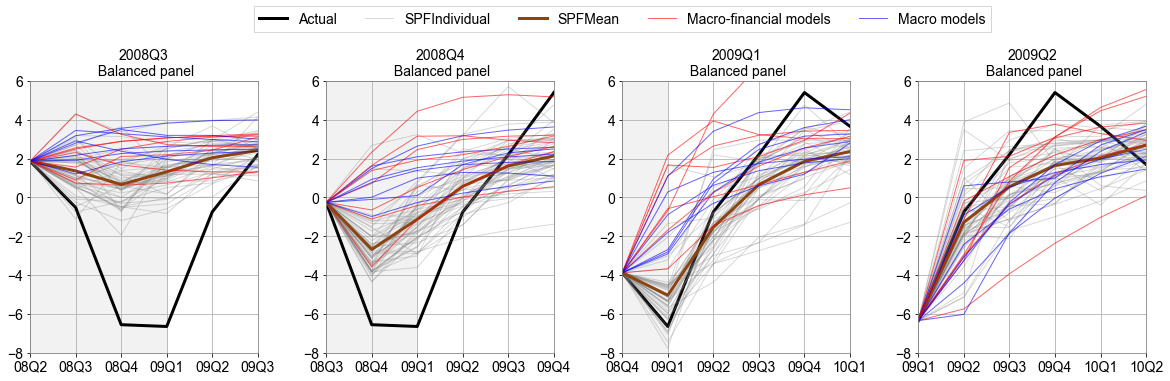 Actual SPFIndividual SPFMean Macro-financial models Macro models
2008Q3
Balanced panel
6
4
2
0
−2
−4
−6
−8
08Q2 08Q3 08Q4 09Q1 09Q2 09Q3
2008Q4
Balanced panel
6
4
2
0
−2
−4
−6
−8
08Q3 08Q4 09Q1 09Q2 09Q3 09Q4
2009Q1
Balanced panel
6
4
2
0
−2
−4
−6
−8
08Q4 09Q1 09Q2 09Q3 09Q4 10Q1
2009Q2
Balanced panel
6
4
2
0
−2
−4
−6
−8
09Q1 09Q2 09Q3 09Q4 10Q1 10Q2